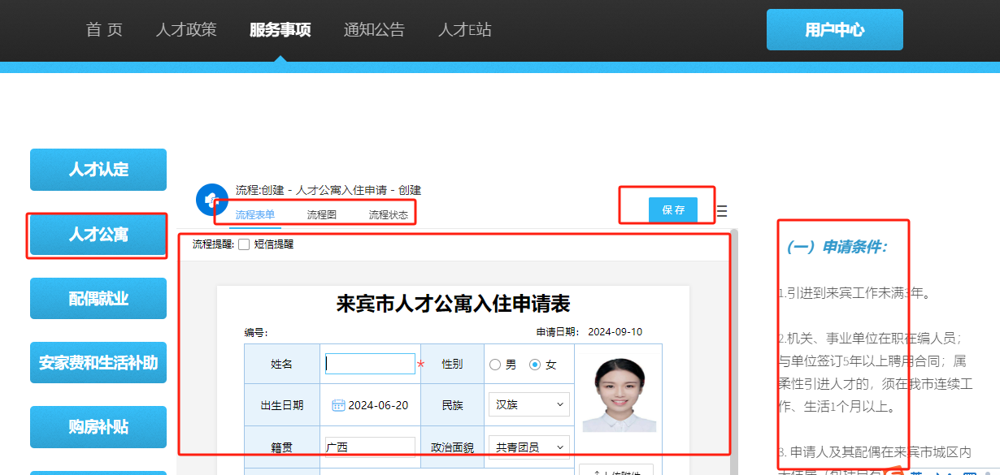 首 页 人才政策 服务事项 通知公告 人才E站 用户中心
人才认定
人才公寓
配偶就业
安家费和生活补助
购房补贴
流程:创建 - 人才公寓入住申请 - 创建
流程表单 流程图 流程状态
保存
流程提醒: 短信提醒
来宾市人才公寓入住申请表
编号: 申请日期: 2024-09-10
姓名 * 性别 男 女
出生日期 2024-06-20 民族 汉族
籍贯 广西 政治面貌 共青团员
上传附件
（一）申请条件：
1.引进到来宾工作未满3年。
2.机关、事业单位在职在编人员；
与单位签订5年以上聘用合同；属
柔性引进人才的，须在我市连续工
作、生活1个月以上。
3. 申请人及其配偶在来宾市城区内